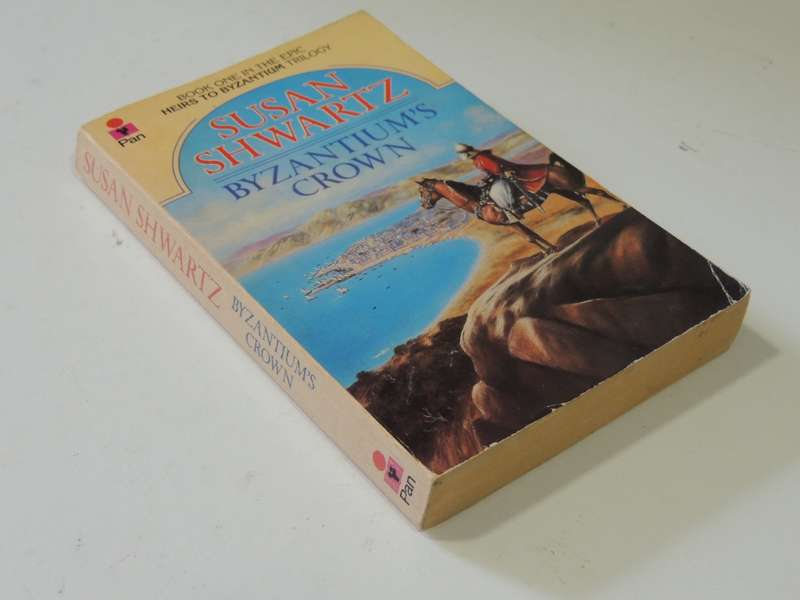 BOOK ONE IN THE EPIC
HEIRS TO BYZANTIUM TRILOGY
Pan
SUSAN
SHWARTZ
BYZANTIUM'S
CROWN
SUSAN SHWARTZ
BYZANTIUM'S
CROWN
Pan